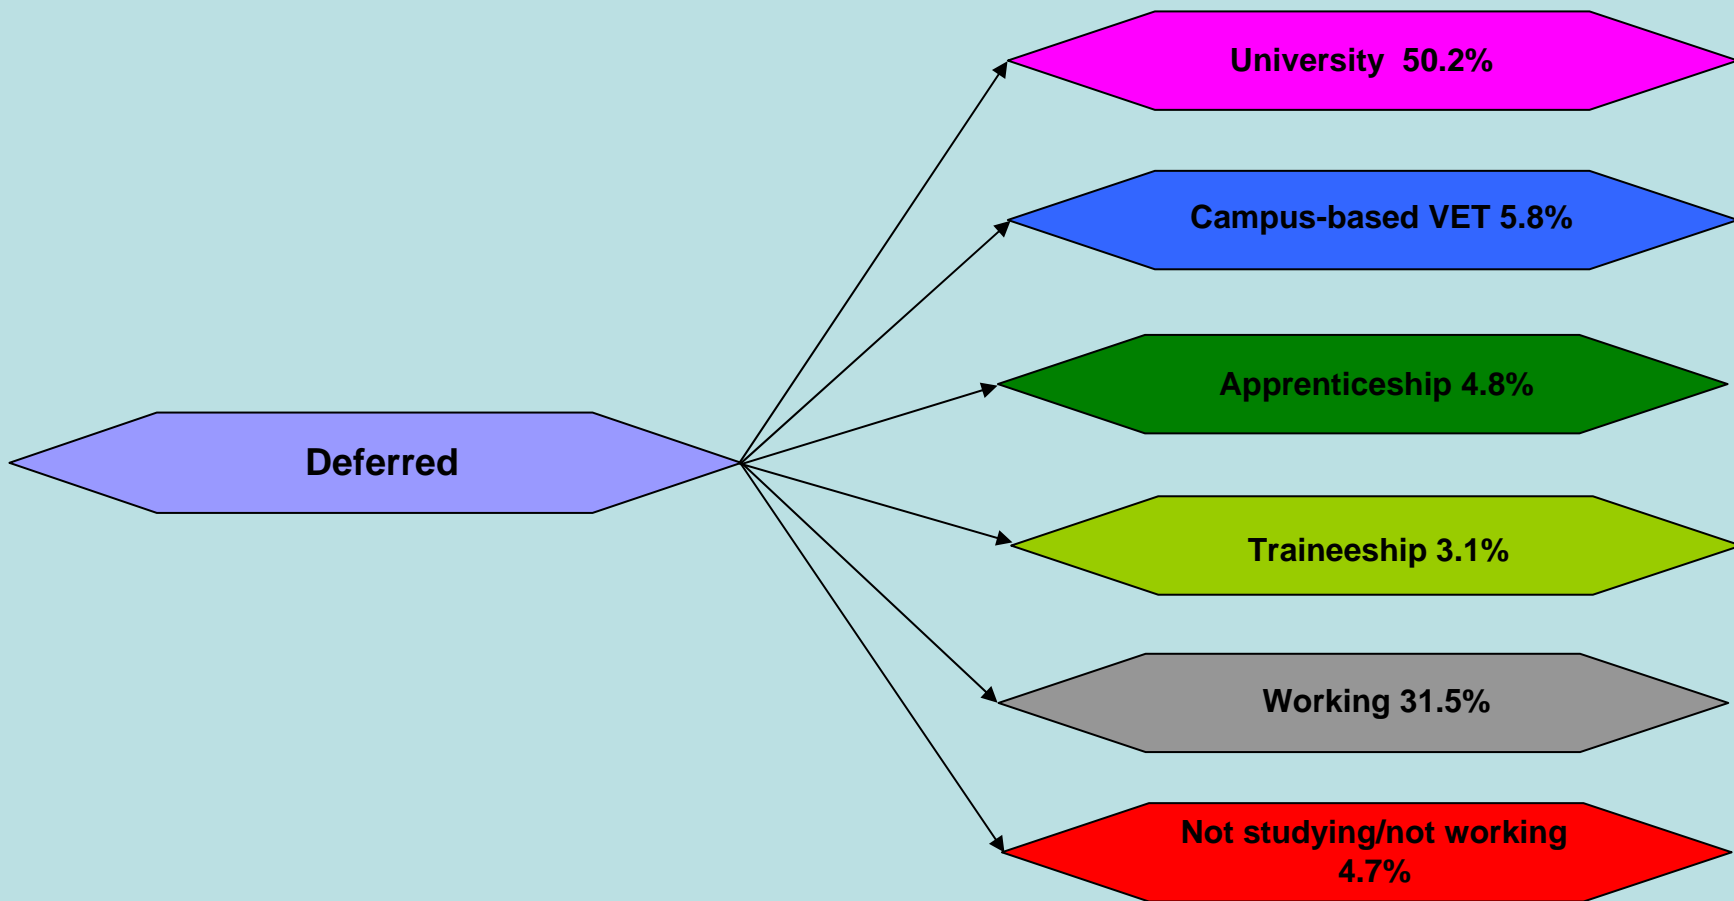 University  50.2%
Campus-based VET 5.8%
Apprenticeship 4.8%
Deferred
Traineeship 3.1%
Working 31.5%
Not studying/not working
4.7%